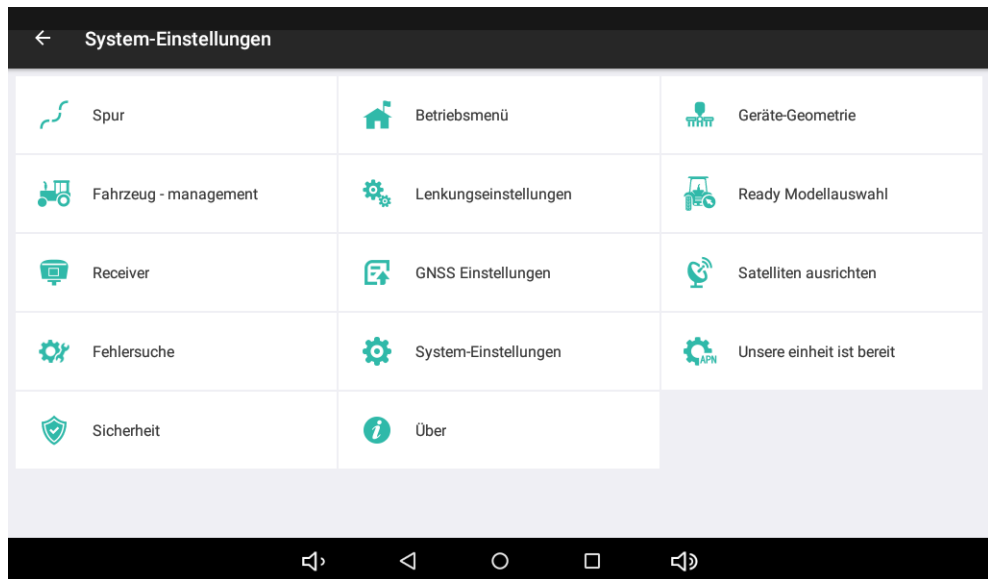 System-Einstellungen
Spur
Betriebsmenü
Geräte-Geometrie
Fahrzeug - management
Lenkungseinstellungen
Ready Modellauswahl
Receiver
GNSS Einstellungen
Satelliten ausrichten
Fehlersuche
System-Einstellungen
APN
Unsere einheit ist bereit
Sicherheit
i
Über